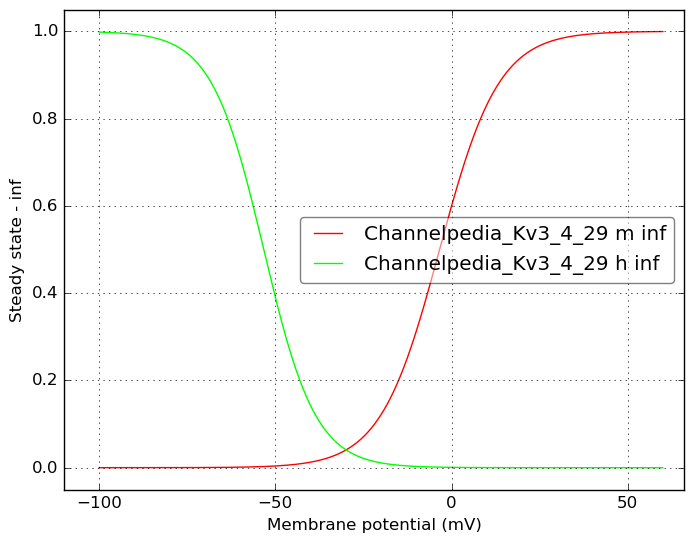 1.0
0.8
0.6
0.4
0.2
0.0
Steady state - inf
Channelpedia_Kv3_4_29 m inf
Channelpedia_Kv3_4_29 h inf
−100
−50
0
50
Membrane potential (mV)